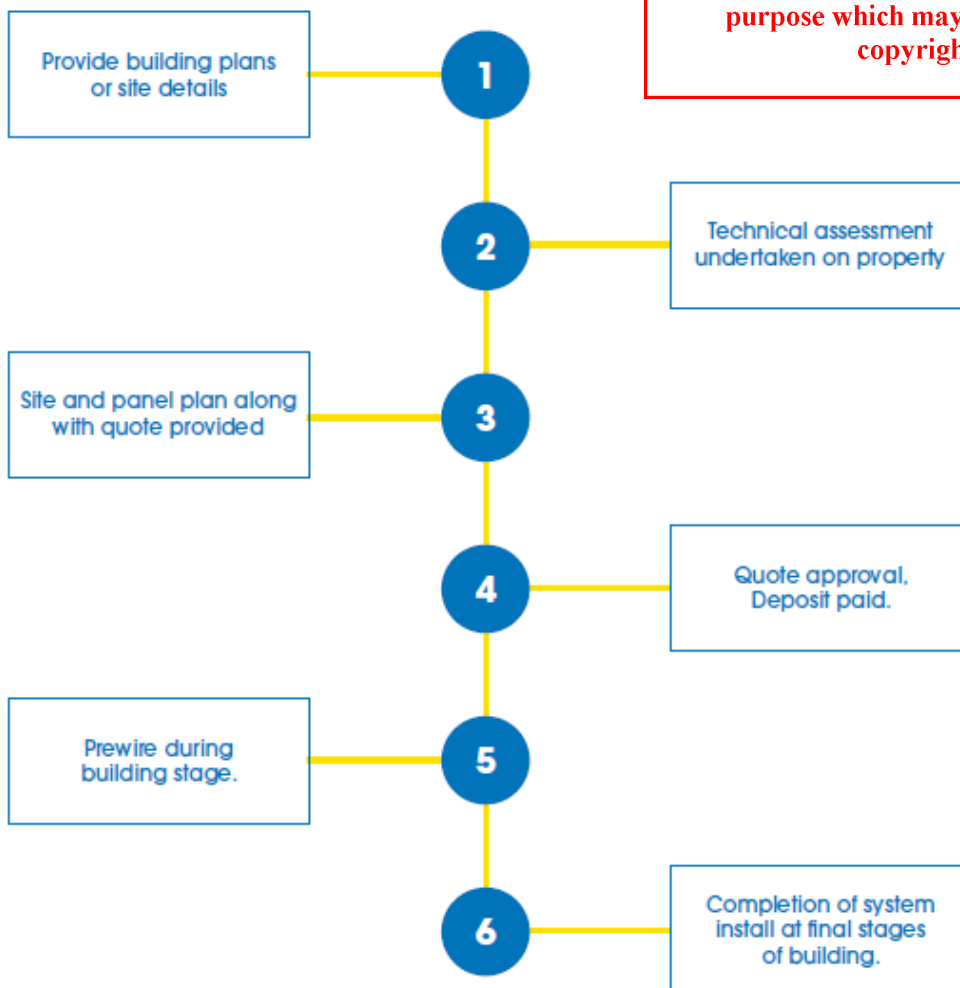 purpose which may
copyrigh
Provide building plans
or site details
1
2
Technical assessment
undertaken on property
Site and panel plan along
with quote provided
3
4
Quote approval,
Deposit paid.
Prewire during
building stage.
5
6
Completion of system
install at final stages
of building.